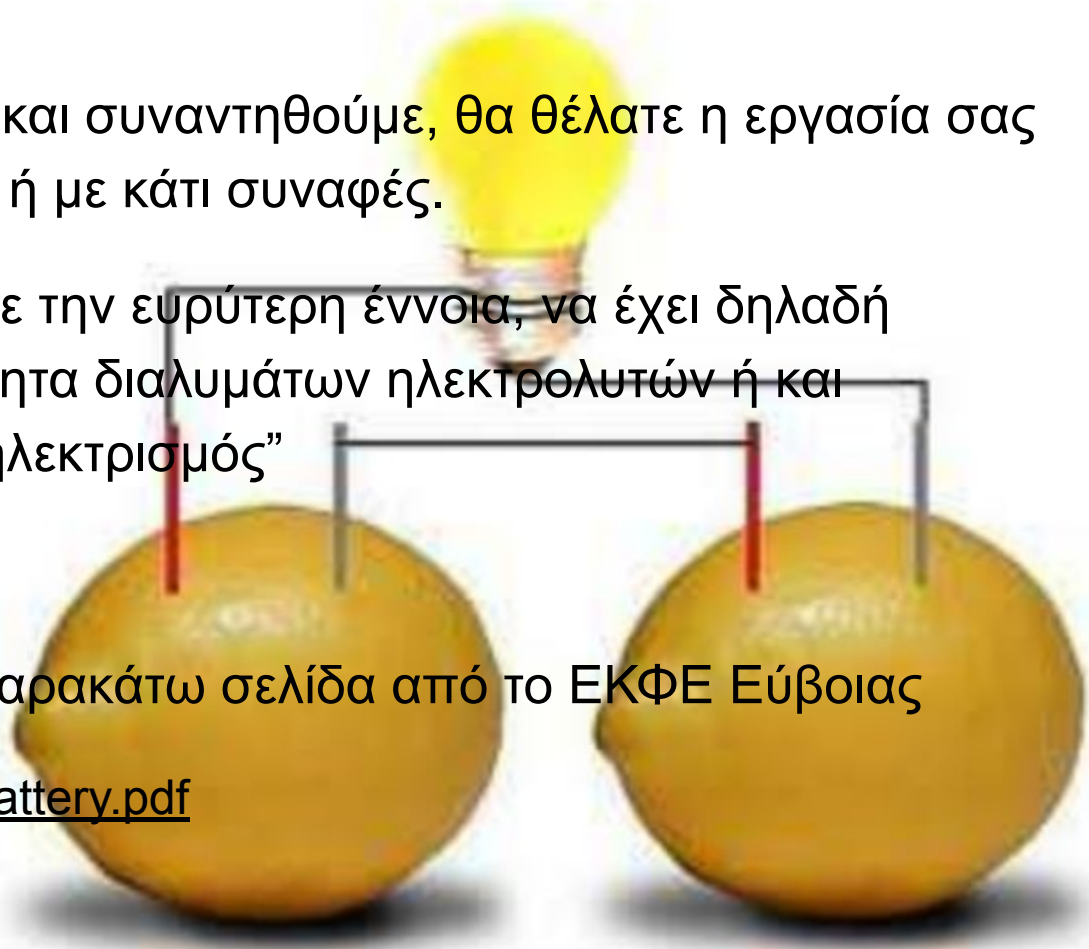 και συναντηθούμε, θα θέλατε η εργασία σας
ή με κάτι συναφές.
ε την ευρύτερη έννοια, να έχει δηλαδή
ητα διαλυμάτων ηλεκτρολυτών ή και
ηλεκτρισμός”
αρακάτω σελίδα από το ΕΚΦΕ Εύβοιας
attery.pdf